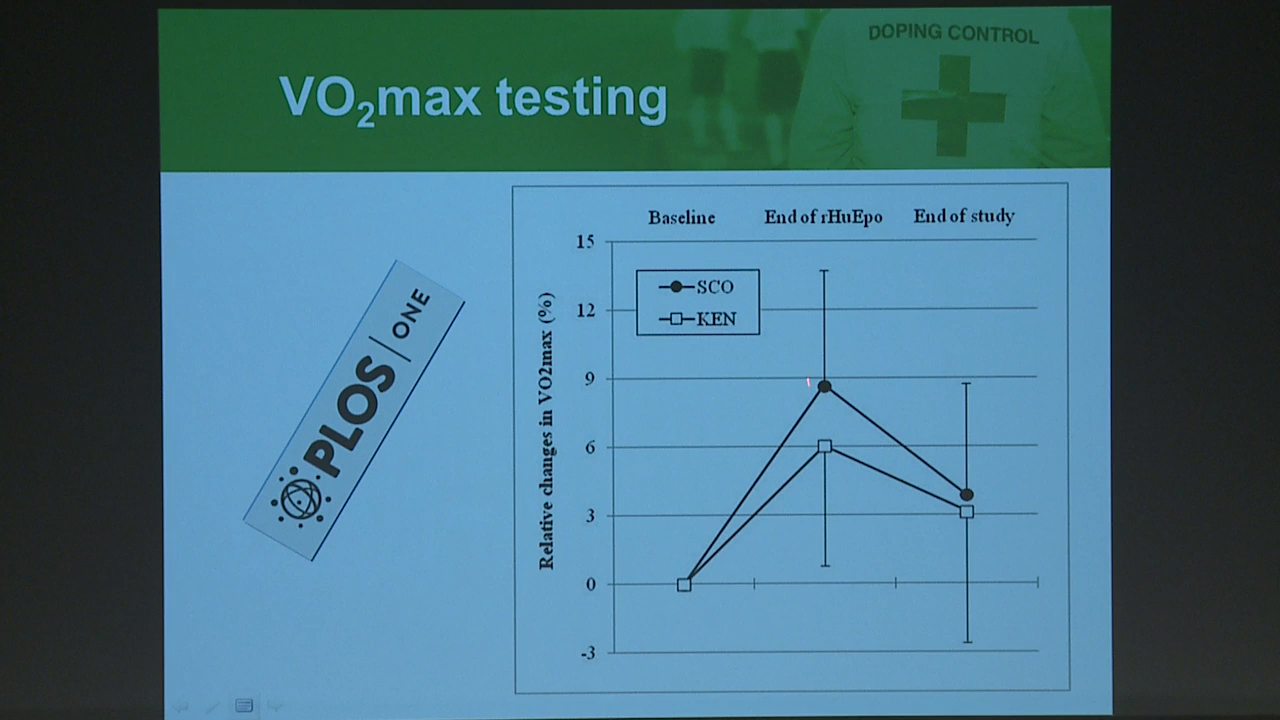 DOPING CONTROL
VO2max testing
PLOS | ONE
Baseline End of rHuEpo End of study
Relative changes in VO2max (%)
15
12
9
6
3
0
-3
SCO
KEN